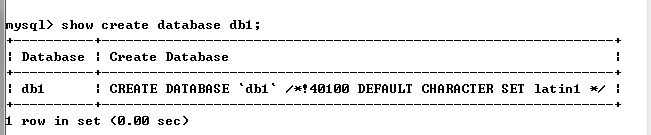 mysql> show create database db1;
+----------+----------------------------------------------------------------+
| Database | Create Database                                                |
+----------+----------------------------------------------------------------+
| db1      | CREATE DATABASE `db1` /*!40100 DEFAULT CHARACTER SET latin1 */ |
+----------+----------------------------------------------------------------+
1 row in set (0.00 sec)